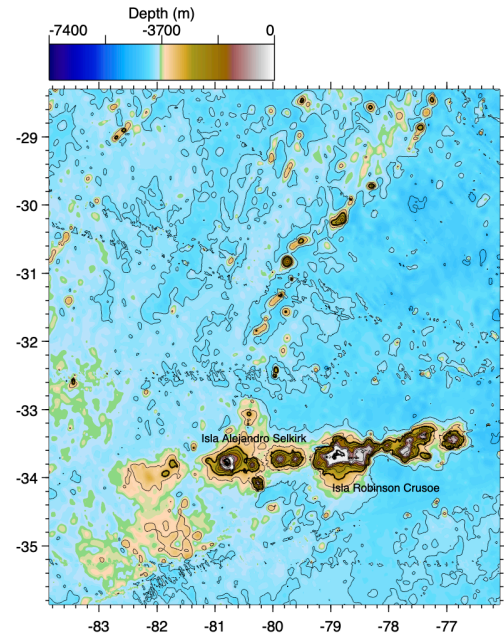 Depth (m)
-7400 -3700 0
-29
-30
-31
-32
-33
Isla Alejandro Selkirk
-34
Isla Robinson Crusoe
-35
-83 -82 -81 -80 -79 -78 -77